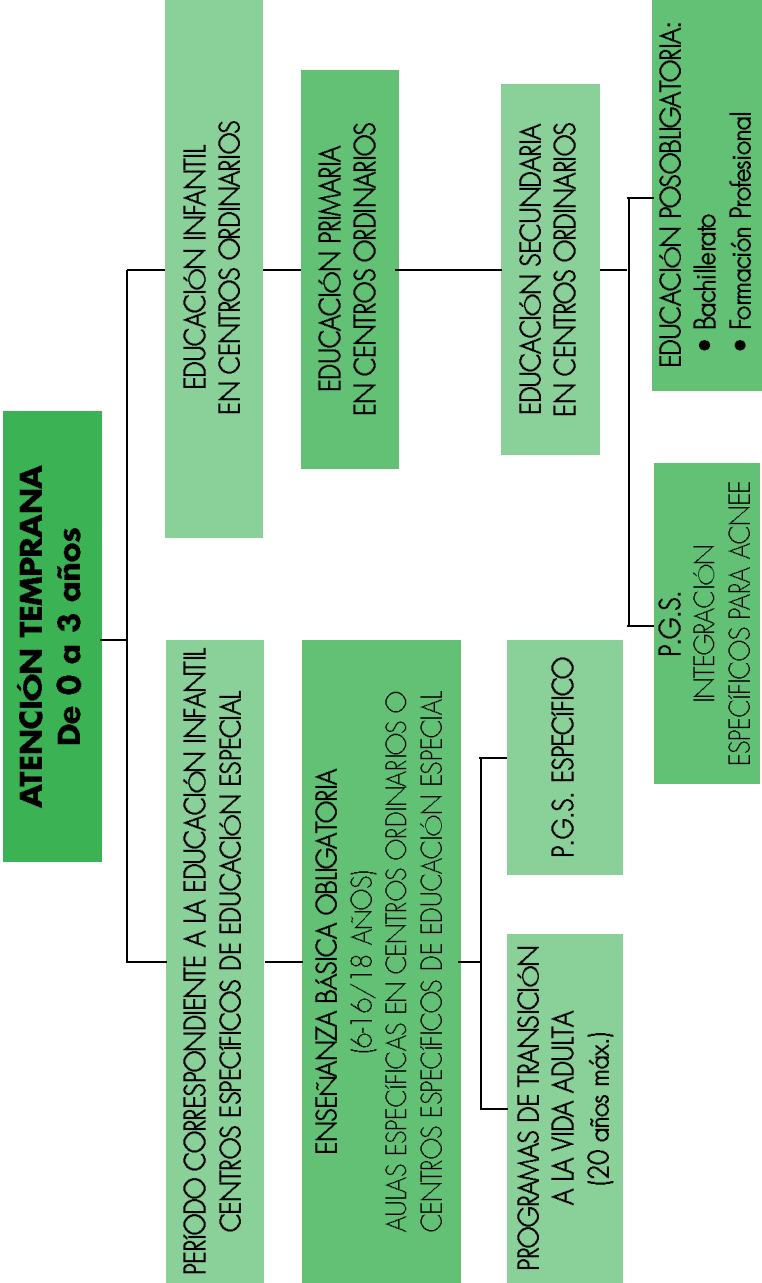 ATENCIÓN TEMPRANA
De 0 a 3 años
PERÍODO CORRESPONDIENTE A LA EDUCACIÓN INFANTIL
CENTROS ESPECÍFICOS DE EDUCACIÓN ESPECIAL
EDUCACIÓN INFANTIL
EN CENTROS ORDINARIOS
ENSEÑANZA BÁSICA OBLIGATORIA
(6-16/18 AÑOS)
AULAS ESPECÍFICAS EN CENTROS ORDINARIOS O
CENTROS ESPECÍFICOS DE EDUCACIÓN ESPECIAL
EDUCACIÓN PRIMARIA
EN CENTROS ORDINARIOS
PROGRAMAS DE TRANSICIÓN
A LA VIDA ADULTA
(20 años máx.)
P.G.S. ESPECÍFICO
EDUCACIÓN SECUNDARIA
EN CENTROS ORDINARIOS
P.G.S.
INTEGRACIÓN
ESPECÍFICOS PARA ACNEE
EDUCACIÓN POSOBLIGATORIA:
• Bachillerato
• Formación Profesional